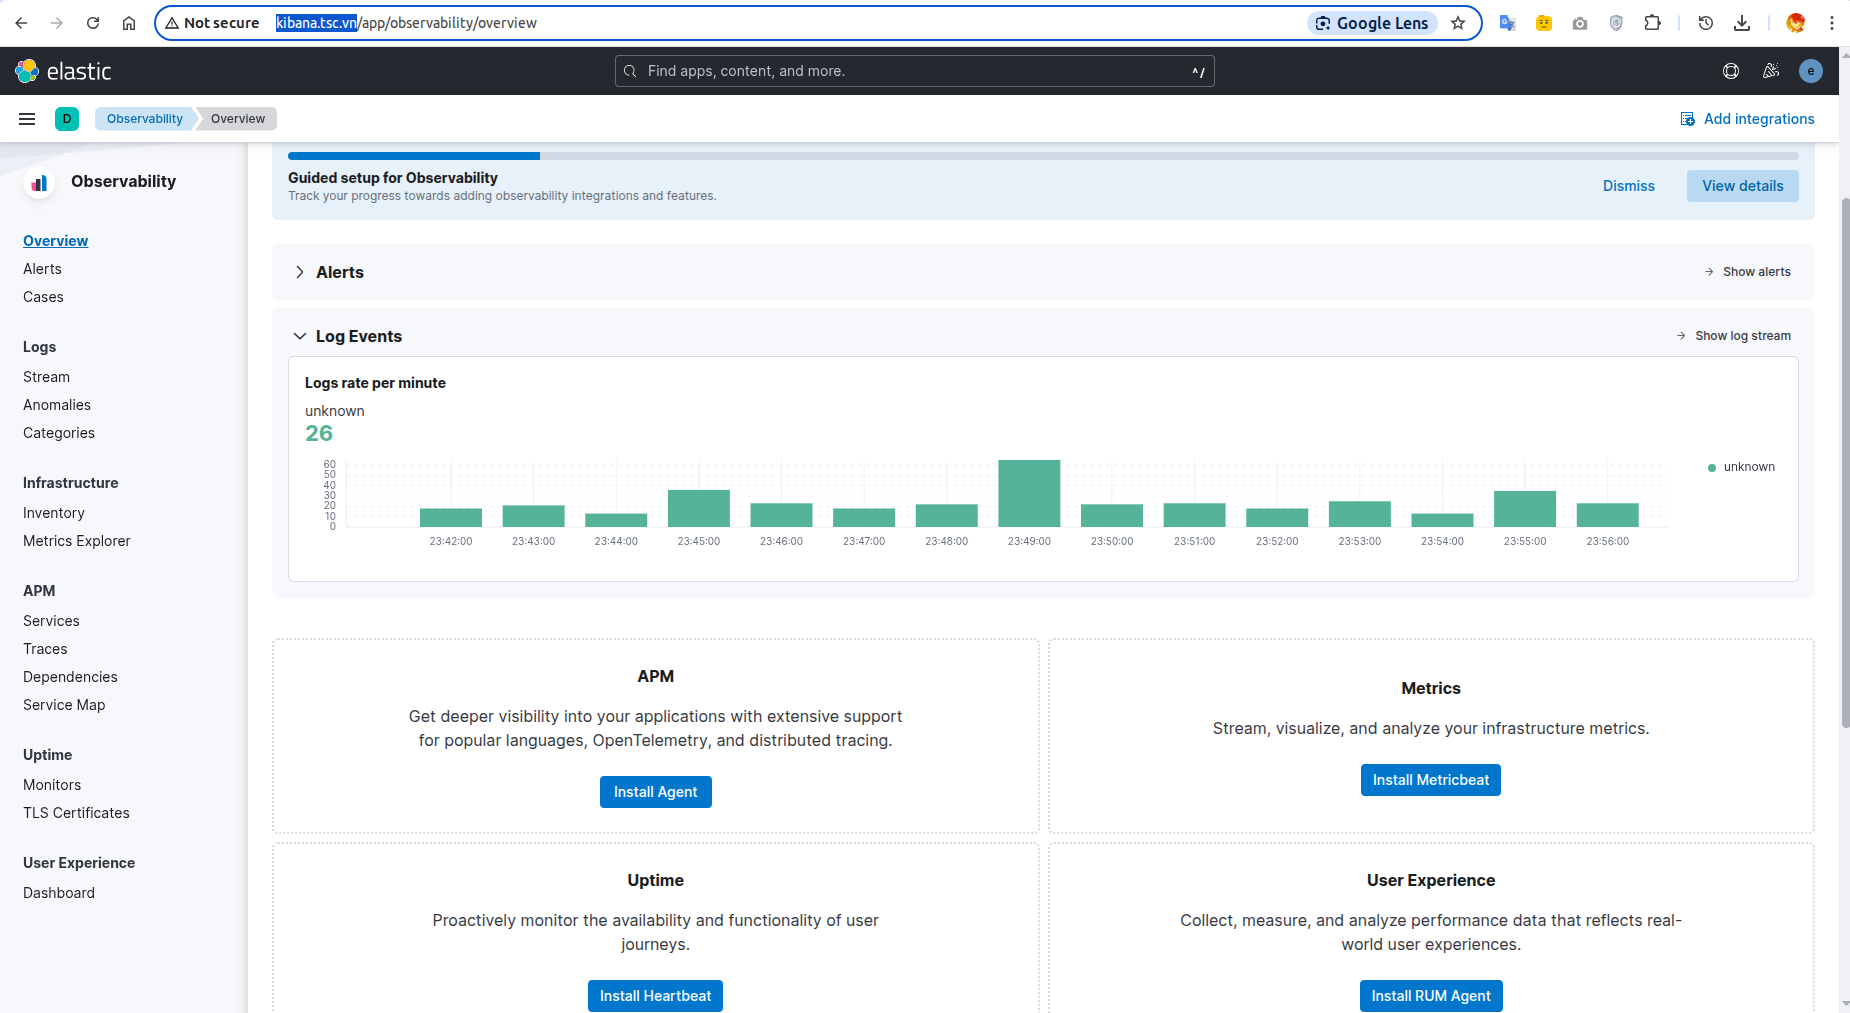 Not secure kibana.tsc.vn/app/observability/overview Google Lens
elastic Find apps, content, and more. ^/ e
D Observability Overview Add integrations
Observability
Overview
Alerts
Cases
Logs
Stream
Anomalies
Categories
Infrastructure
Inventory
Metrics Explorer
APM
Services
Traces
Dependencies
Service Map
Uptime
Monitors
TLS Certificates
User Experience
Dashboard
Guided setup for Observability
Track your progress towards adding observability integrations and features.
Dismiss View details
Alerts Show alerts
Log Events Show log stream
Logs rate per minute
unknown
26
60
50
40
30
20
10
0
23:42:00 23:43:00 23:44:00 23:45:00 23:46:00 23:47:00 23:48:00 23:49:00 23:50:00 23:51:00 23:52:00 23:53:00 23:54:00 23:55:00 23:56:00
unknown
APM
Get deeper visibility into your applications with extensive support
for popular languages, OpenTelemetry, and distributed tracing.
Install Agent
Metrics
Stream, visualize, and analyze your infrastructure metrics.
Install Metricbeat
Uptime
Proactively monitor the availability and functionality of user
journeys.
Install Heartbeat
User Experience
Collect, measure, and analyze performance data that reflects real-
world user experiences.
Install RUM Agent